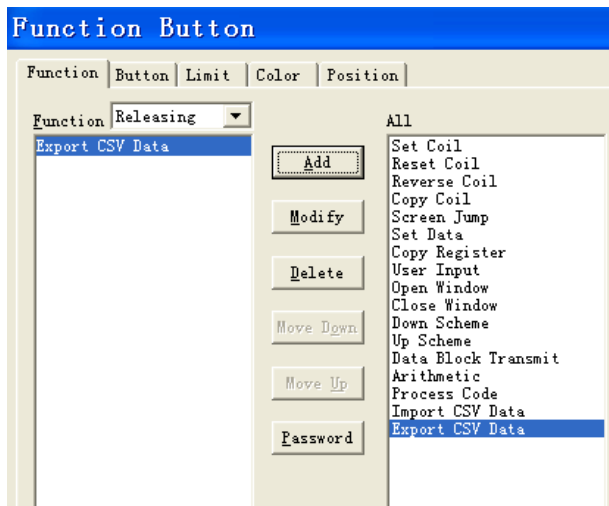 Function Button
Function Button Limit Color Position
Function Releasing
Export CSV Data
Add
Modify
Delete
Move Down
Move Up
Password
All
Set Coil
Reset Coil
Reverse Coil
Copy Coil
Screen Jump
Set Data
Copy Register
User Input
Open Window
Close Window
Down Scheme
Up Scheme
Data Block Transmit
Arithmetic
Process Code
Import CSV Data
Export CSV Data